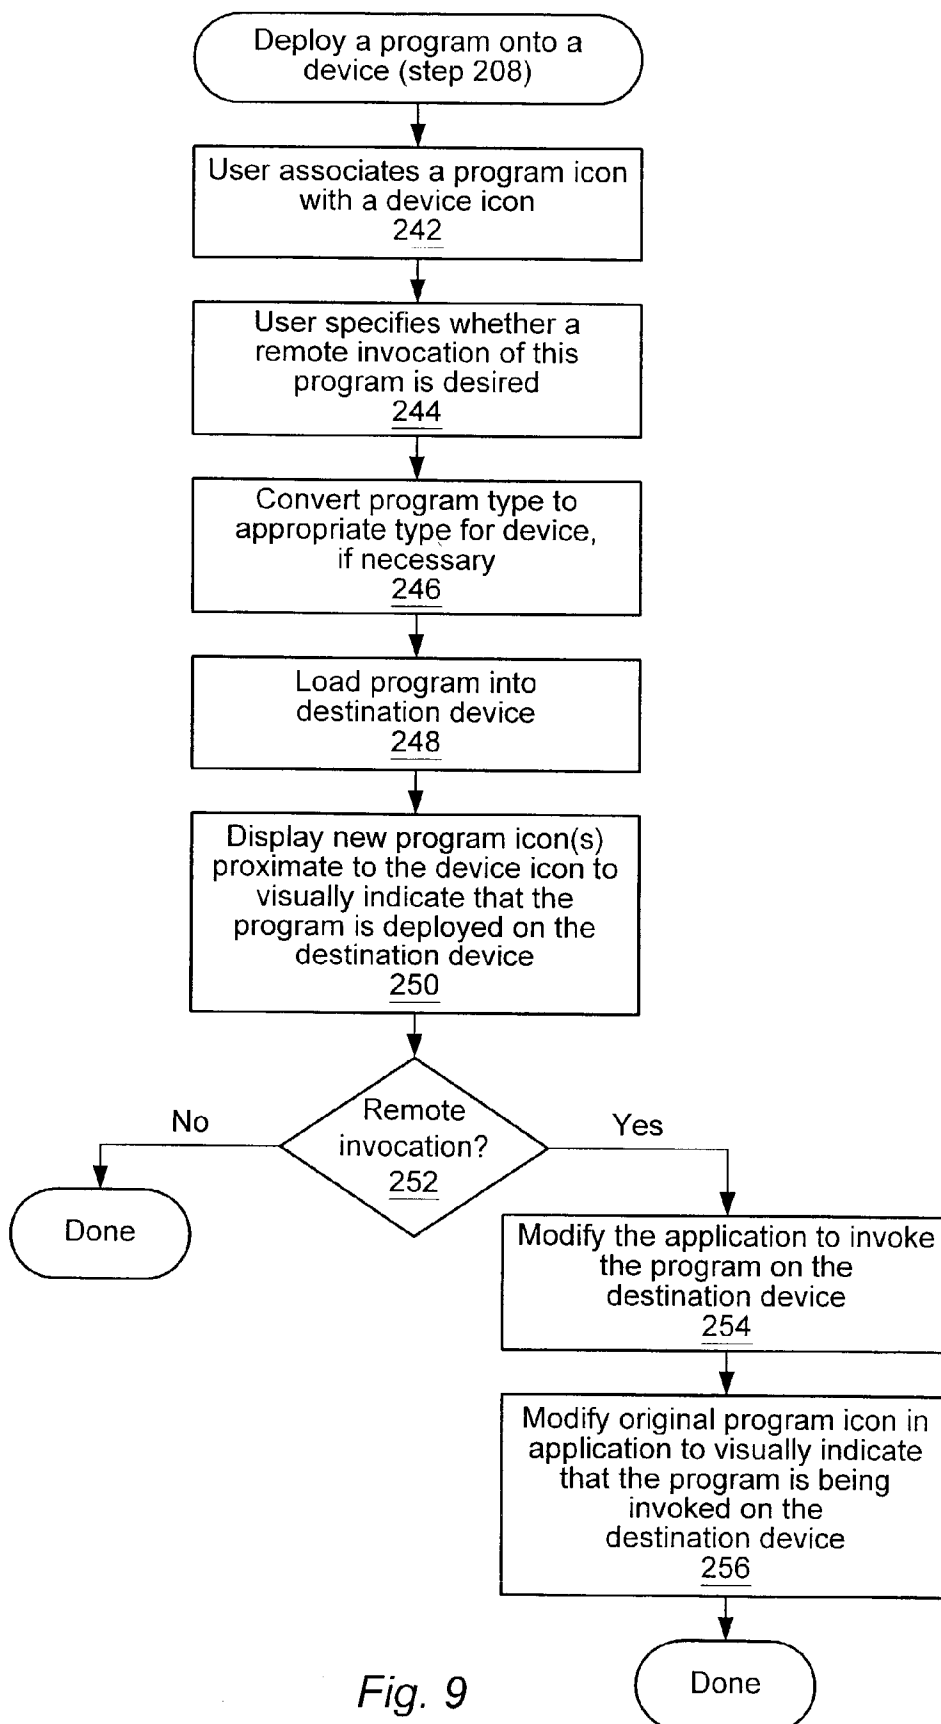 Deploy a program onto a
device (step 208)
User associates a program icon
with a device icon
242
User specifies whether a
remote invocation of this
program is desired
244
Convert program type to
appropriate type for device,
if necessary
246
Load program into
destination device
248
Display new program icon(s)
proximate to the device icon to
visually indicate that the
program is deployed on the
destination device
250
Remote
invocation?
252
No
Yes
Done
Modify the application to invoke
the program on the
destination device
254
Modify original program icon in
application to visually indicate
that the program is being
invoked on the
destination device
256
Done
Fig. 9